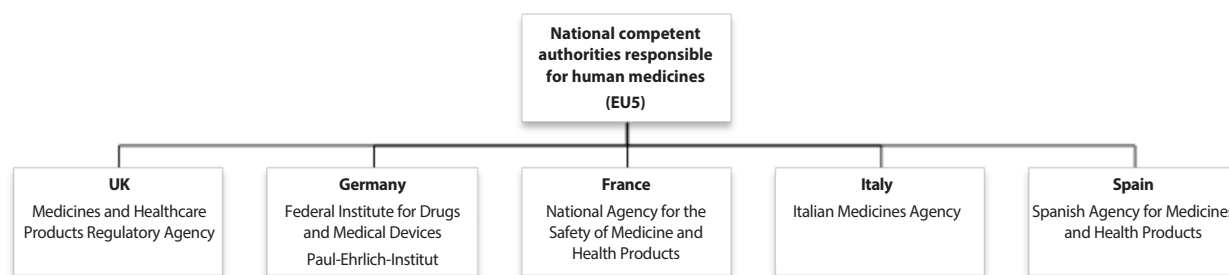 National competent
authorities responsible
for human medicines
(EU5)
UK
Medicines and Healthcare
Products Regulatory Agency
Germany
Federal Institute for Drugs
and Medical Devices
Paul-Ehrlich-Institut
France
National Agency for the
Safety of Medicine and
Health Products
Italy
Italian Medicines Agency
Spain
Spanish Agency for Medicines
and Health Products